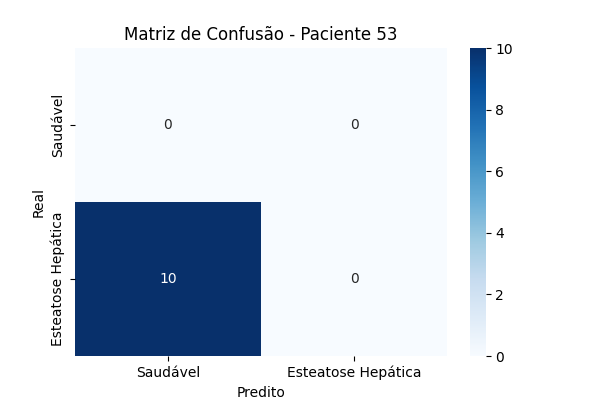 Matriz de Confusão - Paciente 53
Real
Saudável
Esteatose Hepática
0 0
10 0
Saudável Esteatose Hepática
Predito
10
8
6
4
2
0